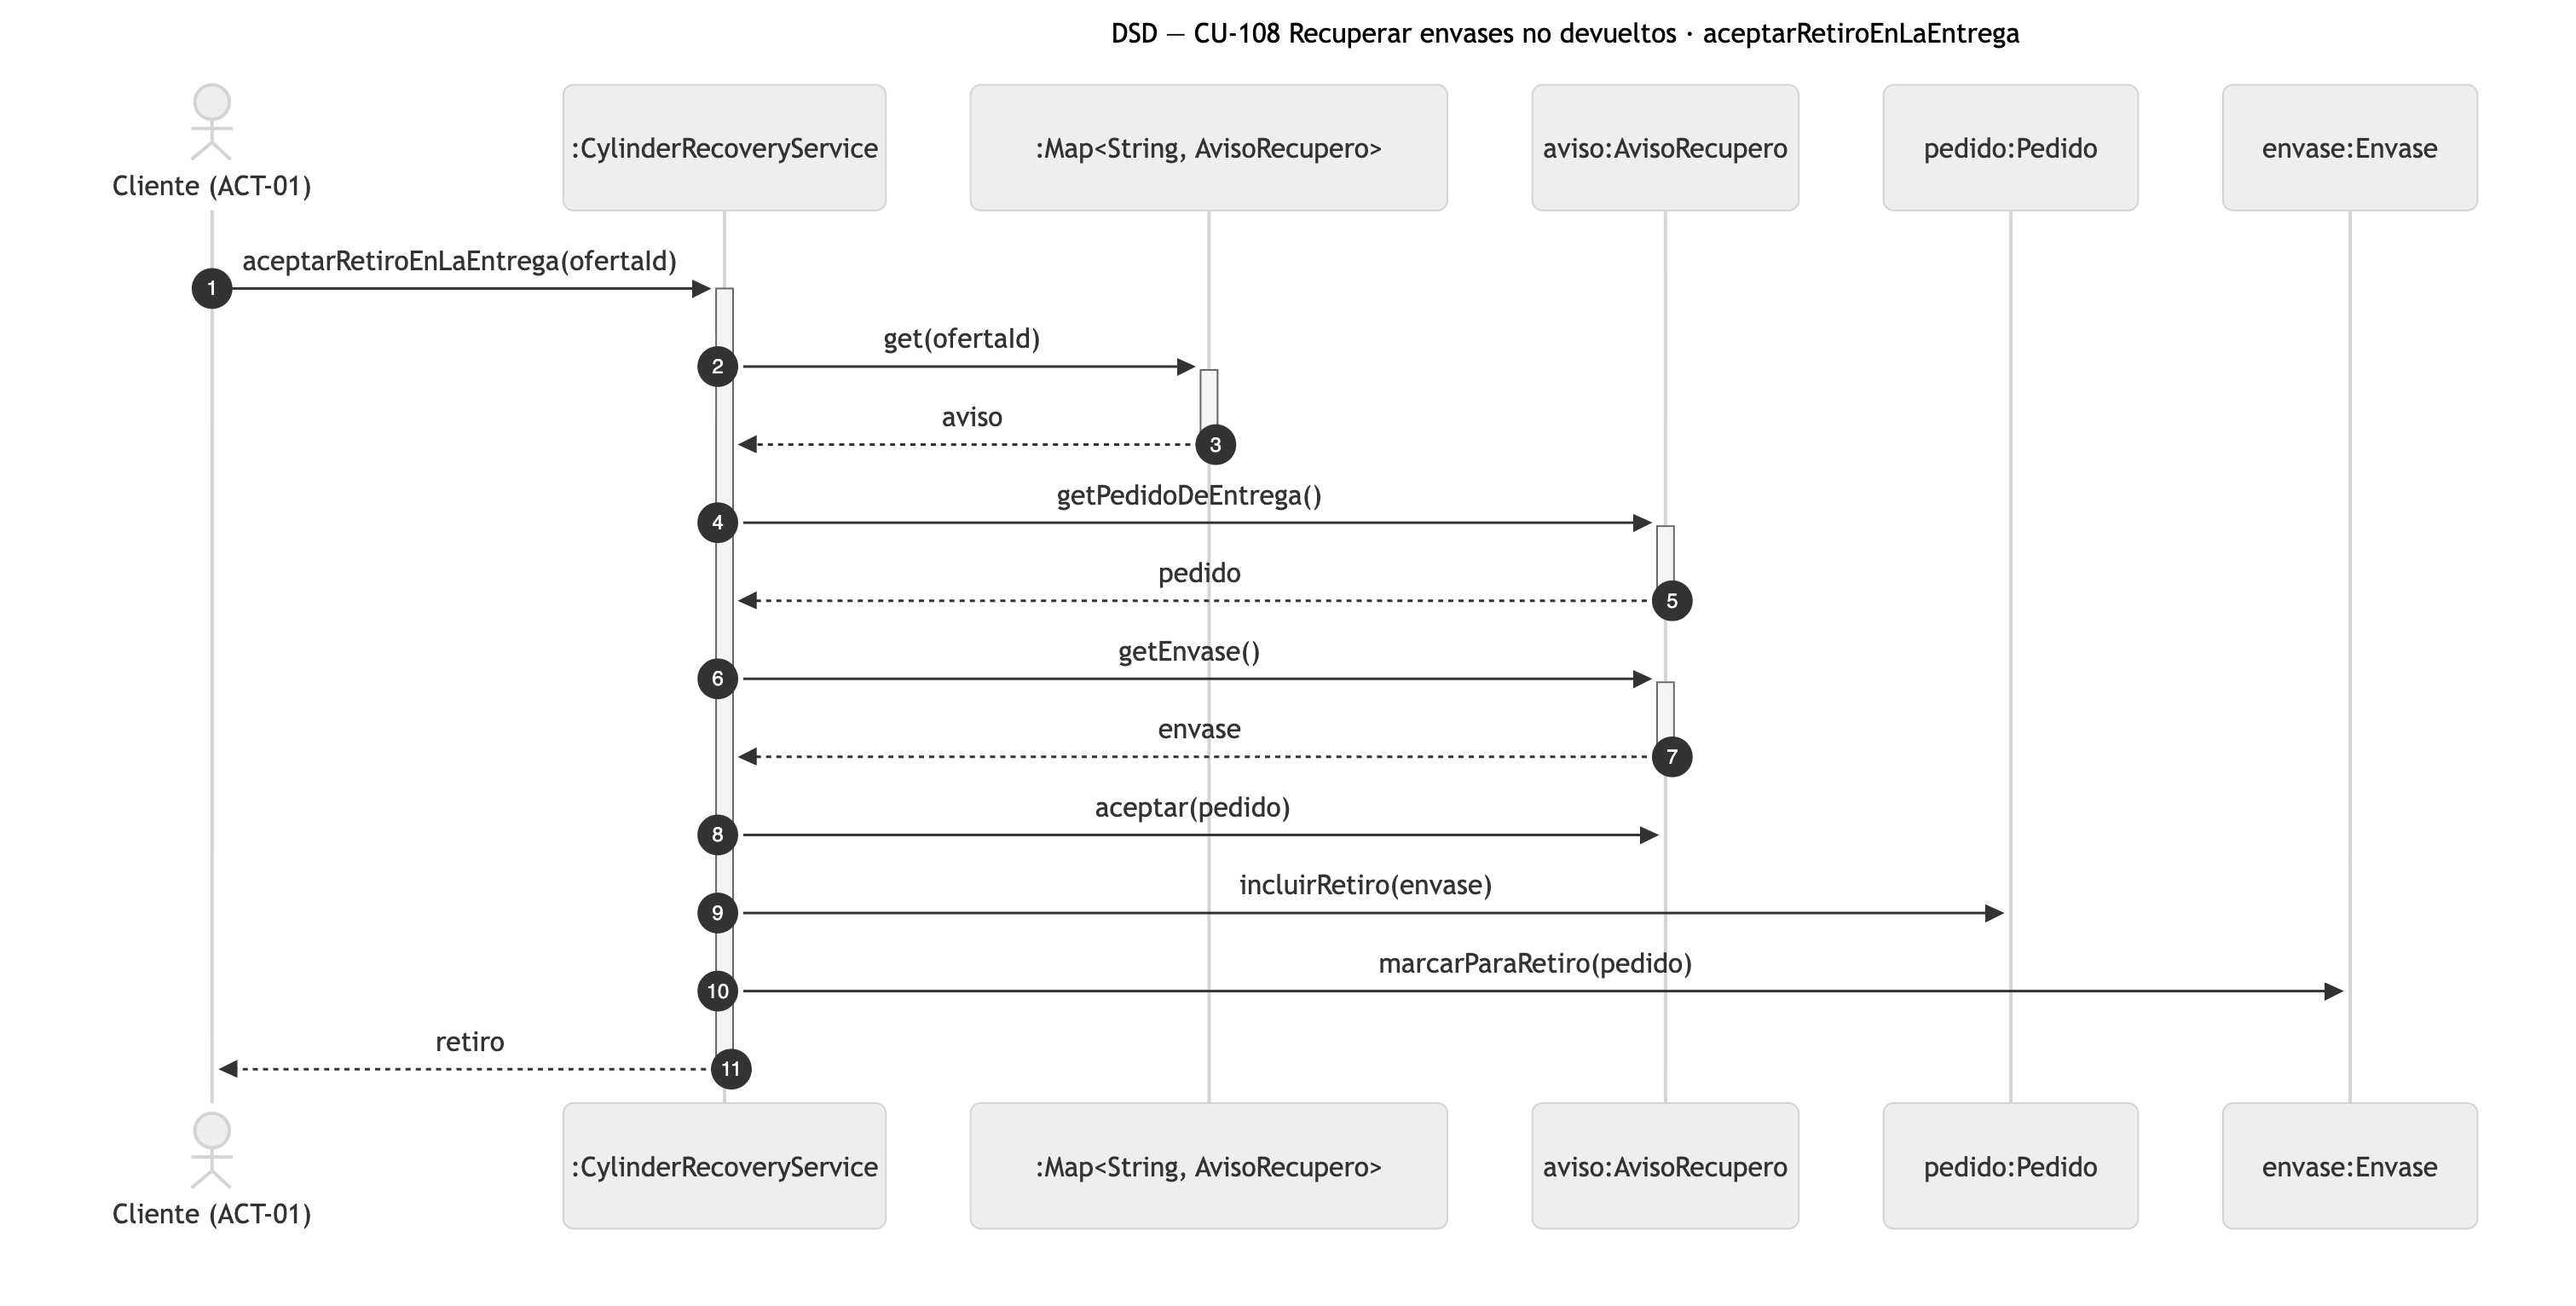 DSD — CU-108 Recuperar envases no devueltos · aceptarRetiroEnLaEntrega
Cliente (ACT-01)
:CylinderRecoveryService
:Map<String, AvisoRecupero>
aviso:AvisoRecupero
pedido:Pedido
envase:Envase
aceptarRetiroEnLaEntrega(ofertaId)
1
get(ofertaId)
2
aviso
3
getPedidoDeEntrega()
4
pedido
5
getEnvase()
6
envase
7
aceptar(pedido)
8
incluirRetiro(envase)
9
marcarParaRetiro(pedido)
10
retiro
11
Cliente (ACT-01)
:CylinderRecoveryService
:Map<String, AvisoRecupero>
aviso:AvisoRecupero
pedido:Pedido
envase:Envase